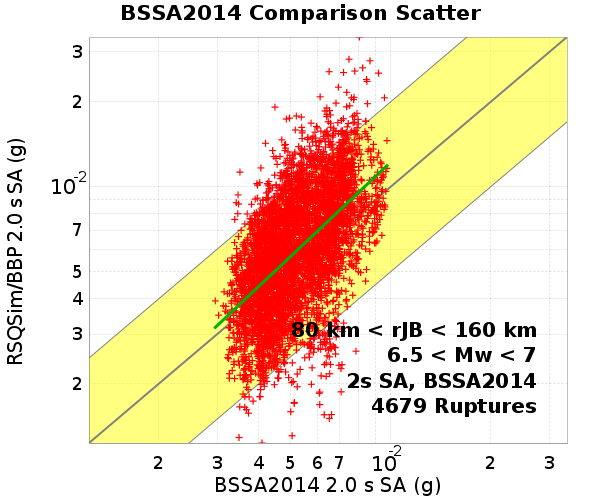 BSSA2014 Comparison Scatter
RSQSim/BBP 2.0 s SA (g)
3
2
10-2
7
5
4
3
2
80 km < rJB < 160 km
6.5 < Mw < 7
2s SA, BSSA2014
4679 Ruptures
2 3 4 5 6 7 10-2 2 3
BSSA2014 2.0 s SA (g)